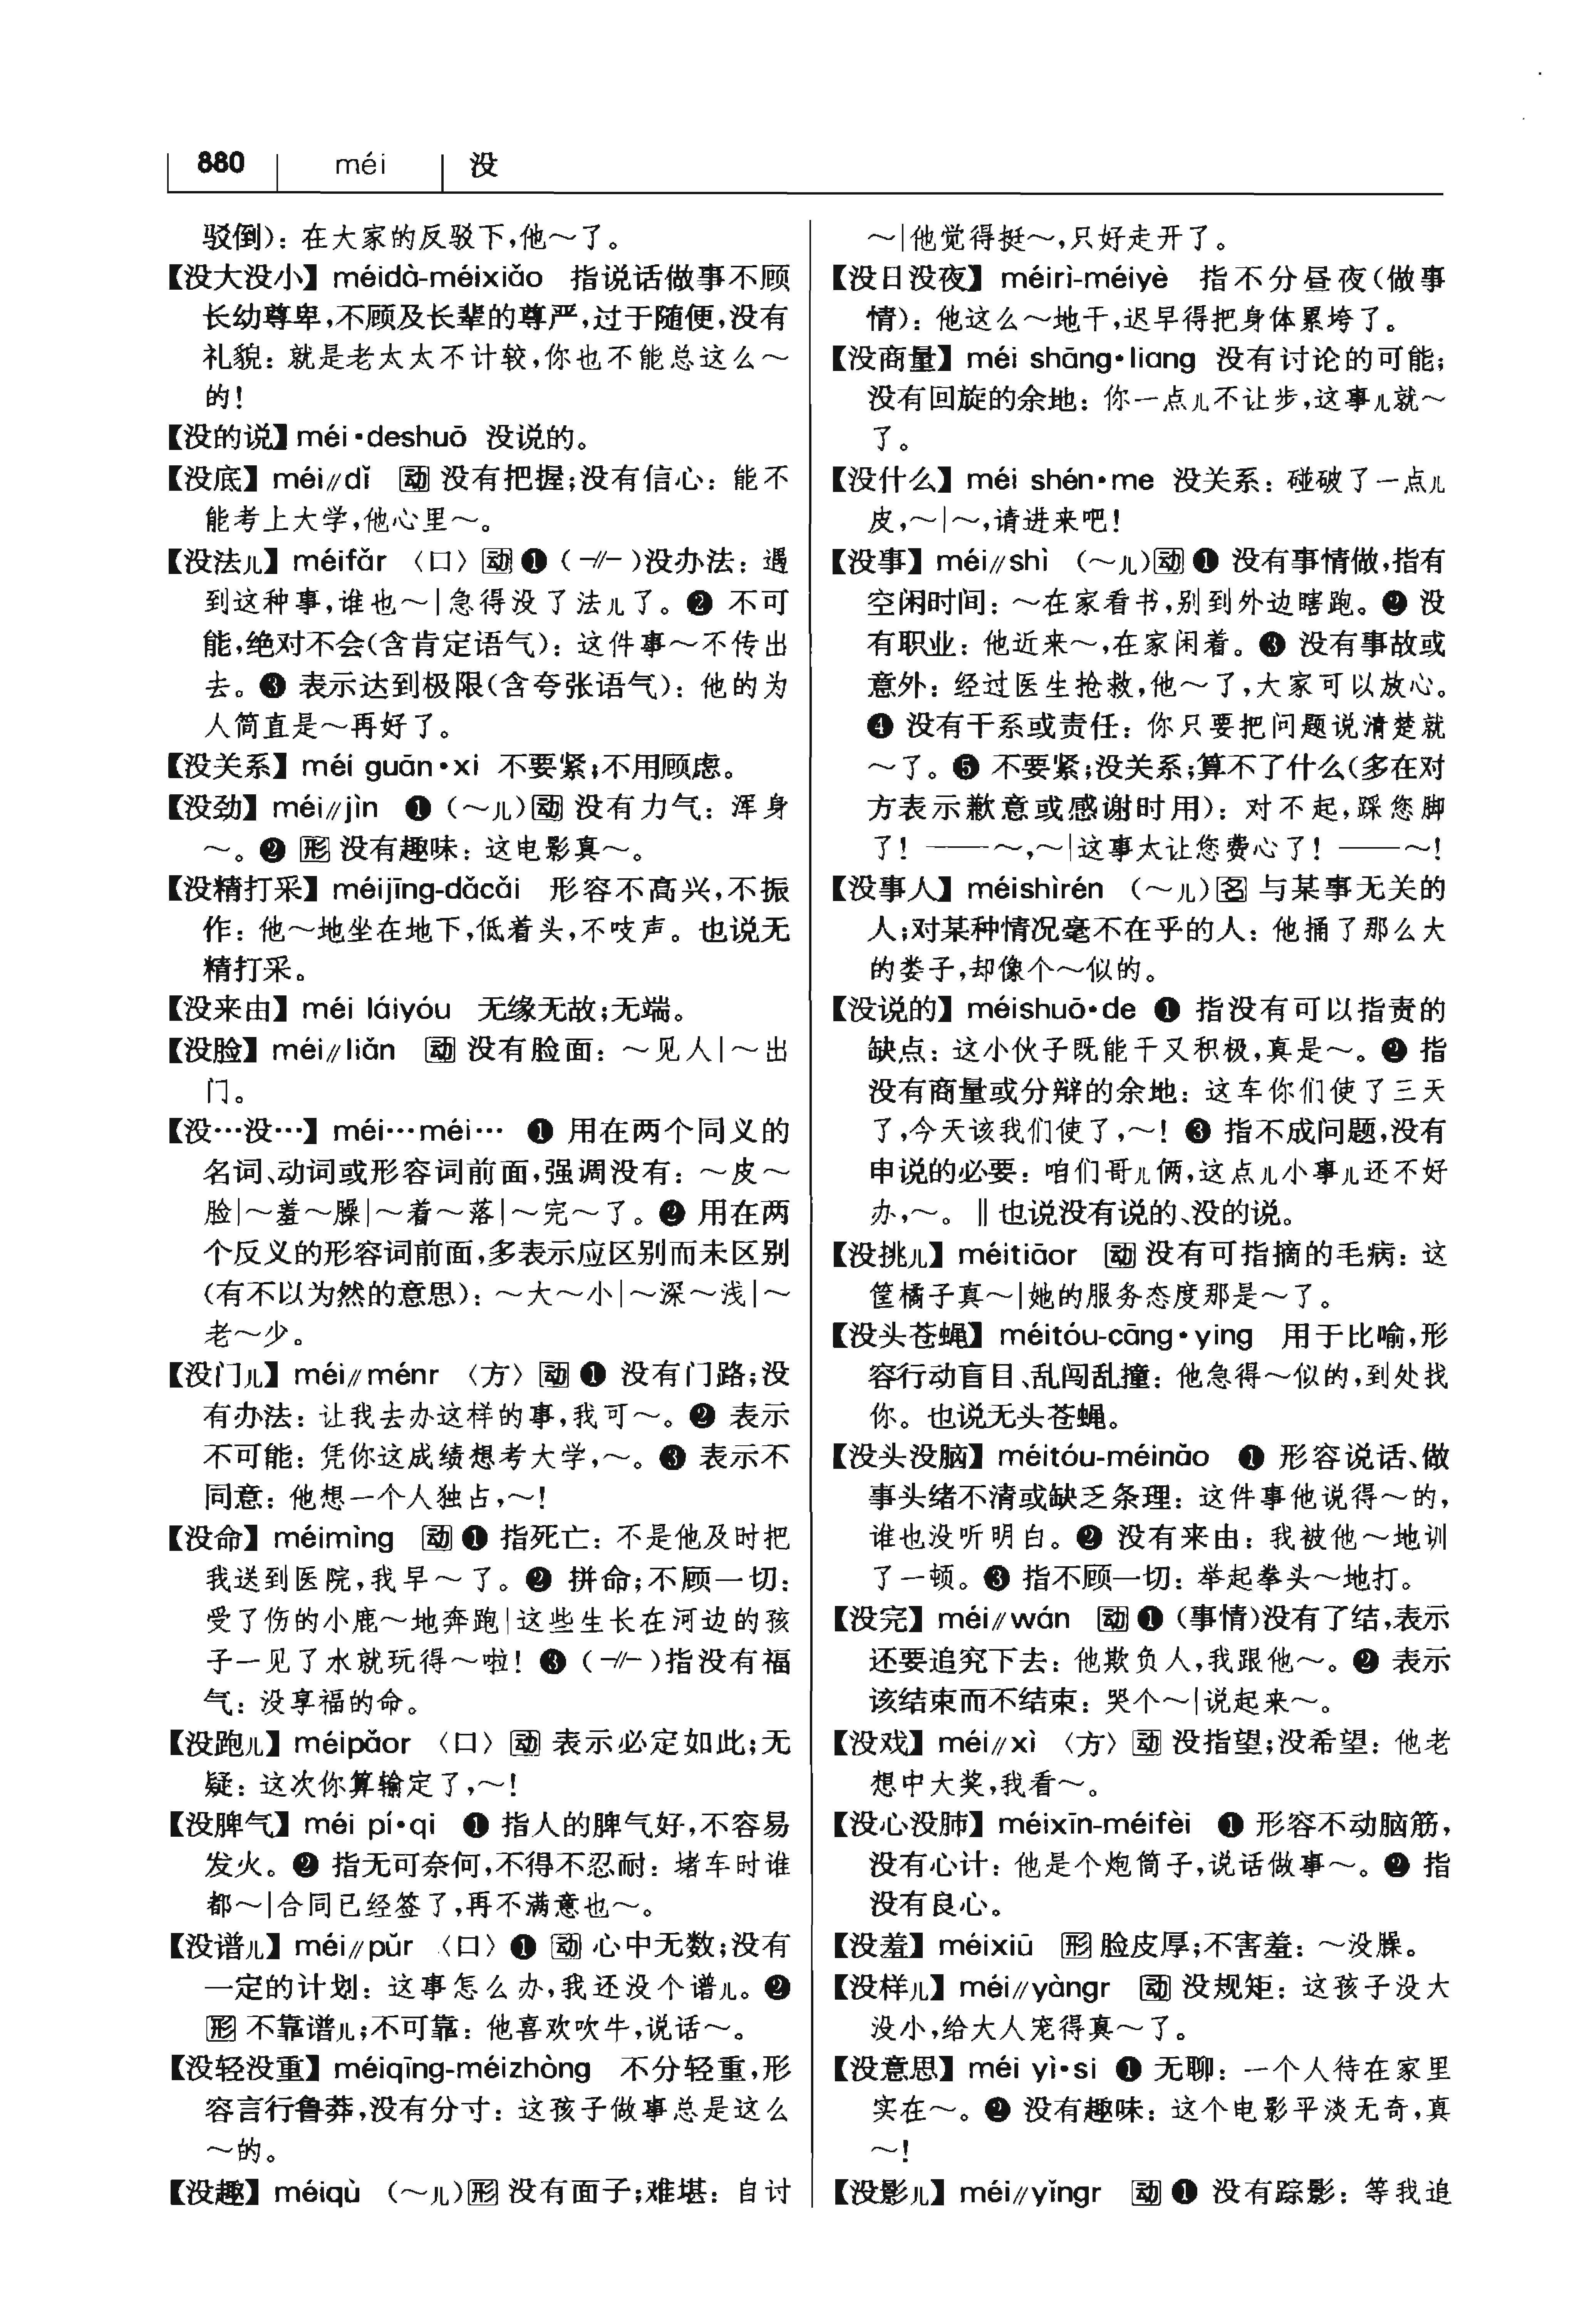 880 méi 没
驳倒）：在大家的反驳下，他～了。
【没大没小】méidà-méixiǎo 指说话做事不顾
长幼尊卑，不顾及长辈的尊严，过于随便，没有
礼貌：就是老太太不计较，你也不能总这么～
的！
【没的说】méi·deshuō 没说的。
【没底】méi∥dǐ 动 没有把握；没有信心：能不
能考上大学，他心里～。
【没法儿】méifǎr 〈口〉动❶（-∥-）没办法：遇
到这种事，谁也～|急得没了法儿了。❷ 不可
能，绝对不会（含肯定语气）：这件事～不传出
去。❸ 表示达到极限（含夸张语气）：他的为
人简直是～再好了。
【没关系】méi guān·xi 不要紧；不用顾虑。
【没劲】méi∥jìn ❶（～儿）动 没有力气：浑身
～。❷ 形 没有趣味：这电影真～。
【没精打采】méijīng-dǎcǎi 形容不高兴，不振
作：他～地坐在地下，低着头，不吱声。也说无
精打采。
【没来由】méi láiyóu 无缘无故；无端。
【没脸】méi∥liǎn 动 没有脸面：～见人|～出
门。
【没…没…】méi…méi… ❶ 用在两个同义的
名词、动词或形容词前面，强调没有：～皮～
脸|～羞～臊|～着～落|～完～了。❷ 用在两
个反义的形容词前面，多表示应区别而未区别
（有不以为然的意思）：～大～小|～深～浅|～
老～少。
【没门儿】méi∥ménr 〈方〉动❶ 没有门路；没
有办法：让我去办这样的事，我可～。❷ 表示
不可能：凭你这成绩想考大学，～。❸ 表示不
同意：他想一个人独占，～！
【没命】méimìng 动❶ 指死亡：不是他及时把
我送到医院，我早～了。❷ 拼命；不顾一切：
受了伤的小鹿～地奔跑|这些生长在河边的孩
子一见了水就玩得～啦！❸（-∥-）指没有福
气：没享福的命。
【没跑儿】méipǎor 〈口〉动 表示必定如此；无
疑：这次你算输定了，～！
【没脾气】méi pí·qi ❶ 指人的脾气好，不容易
发火。❷ 指无可奈何，不得不忍耐：堵车时谁
都～|合同已经签了，再不满意也～。
【没谱儿】méi∥pǔr 〈口〉❶ 动 心中无数；没有
一定的计划：这事怎么办，我还没个谱儿。❷
形 不靠谱儿；不可靠：他喜欢吹牛，说话～。
【没轻没重】méiqīng-méizhòng 不分轻重，形
容言行鲁莽，没有分寸：这孩子做事总是这么
～的。
【没趣】méiqù （～儿）形 没有面子；难堪：自讨
～|他觉得挺～，只好走开了。
【没日没夜】méirì-méiyè 指不分昼夜（做事
情）：他这么～地干，迟早得把身体累垮了。
【没商量】méi shāng·liang 没有讨论的可能；
没有回旋的余地：你一点儿不让步，这事儿就～
了。
【没什么】méi shén·me 没关系：碰破了一点儿
皮，～|～，请进来吧！
【没事】méi∥shì （～儿）动❶ 没有事情做，指有
空闲时间：～在家看书，别到外边瞎跑。❷ 没
有职业：他近来～，在家闲着。❸ 没有事故或
意外：经过医生抢救，他～了，大家可以放心。
❹ 没有干系或责任：你只要把问题说清楚就
～了。❺ 不要紧；没关系；算不了什么（多在对
方表示歉意或感谢时用）：对不起，踩您脚
了！——～，～|这事太让您费心了！——～！
【没事人】méishìrén （～儿）名 与某事无关的
人；对某种情况毫不在乎的人：他捅了那么大
的娄子，却像个～似的。
【没说的】méishuō·de ❶ 指没有可以指责的
缺点：这小伙子既能干又积极，真是～。❷ 指
没有商量或分辩的余地：这车你们使了三天
了，今天该我们使了，～！❸ 指不成问题，没有
申说的必要：咱们哥儿俩，这点儿小事儿还不好
办，～。‖也说没有说的、没的说。
【没挑儿】méitiāor 动 没有可指摘的毛病：这
筐橘子真～|她的服务态度那是～了。
【没头苍蝇】méitóu-cāng·ying 用于比喻，形
容行动盲目、乱闯乱撞：他急得～似的，到处找
你。也说无头苍蝇。
【没头没脑】méitóu-méinǎo ❶ 形容说话、做
事头绪不清或缺乏条理：这件事他说得～的，
谁也没听明白。❷ 没有来由：我被他～地训
了一顿。❸ 指不顾一切：举起拳头～地打。
【没完】méi∥wán 动❶（事情）没有了结，表示
还要追究下去：他欺负人，我跟他～。❷ 表示
该结束而不结束：哭个～|说起来～。
【没戏】méi∥xì 〈方〉动 没指望；没希望：他老
想中大奖，我看～。
【没心没肺】méixīn-méifèi ❶ 形容不动脑筋，
没有心计：他是个炮筒子，说话做事～。❷ 指
没有良心。
【没羞】méixiū 形 脸皮厚；不害羞：～没臊。
【没样儿】méi∥yàngr 动 没规矩：这孩子没大
没小，给大人宠得真～了。
【没意思】méi yì·si ❶ 无聊：一个人待在家里
实在～。❷ 没有趣味：这个电影平淡无奇，真
～！
【没影儿】méi∥yǐngr 动❶ 没有踪影：等我追